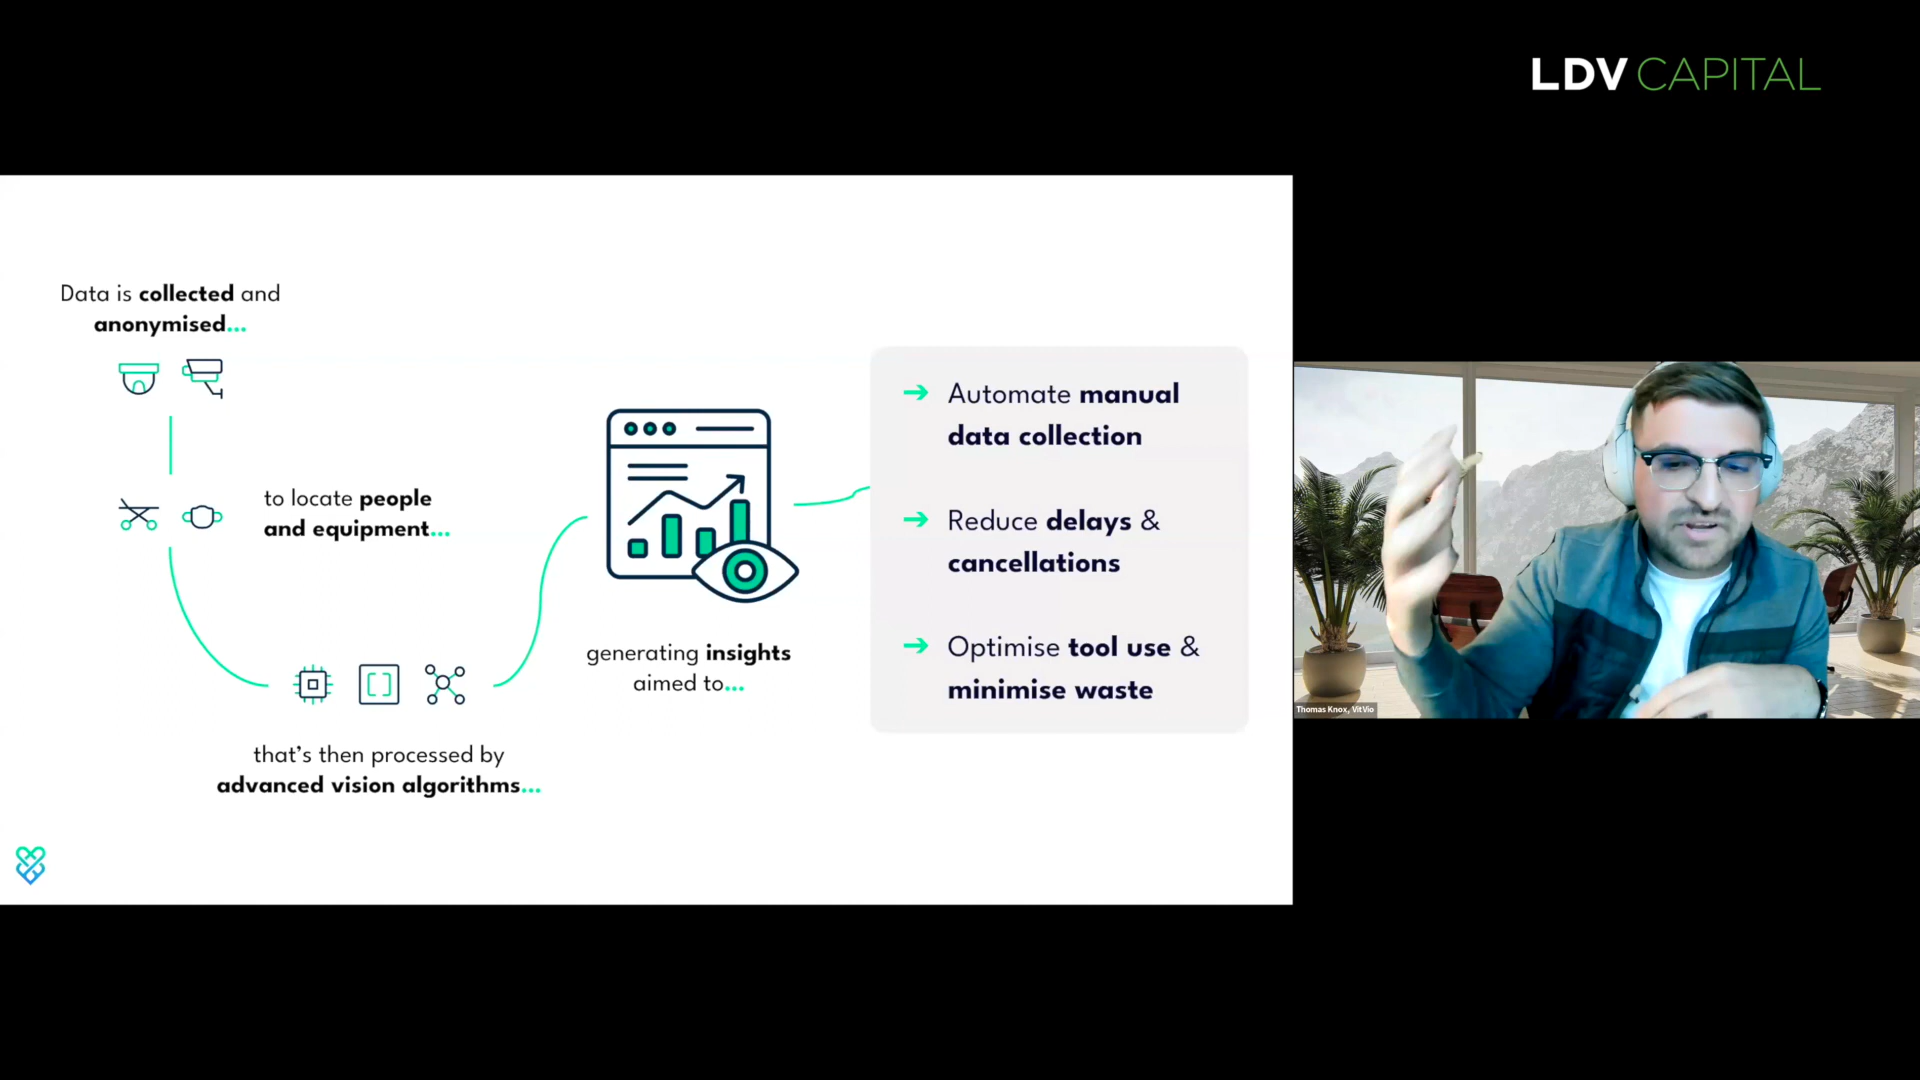 LDV CAPITAL
Data is collected and
anonymised...
to locate people
and equipment...
that's then processed by
advanced vision algorithms...
generating insights
aimed to...
Automate manual
data collection
Reduce delays &
cancellations
Optimise tool use &
minimise waste
Thomas Knox, VitVio